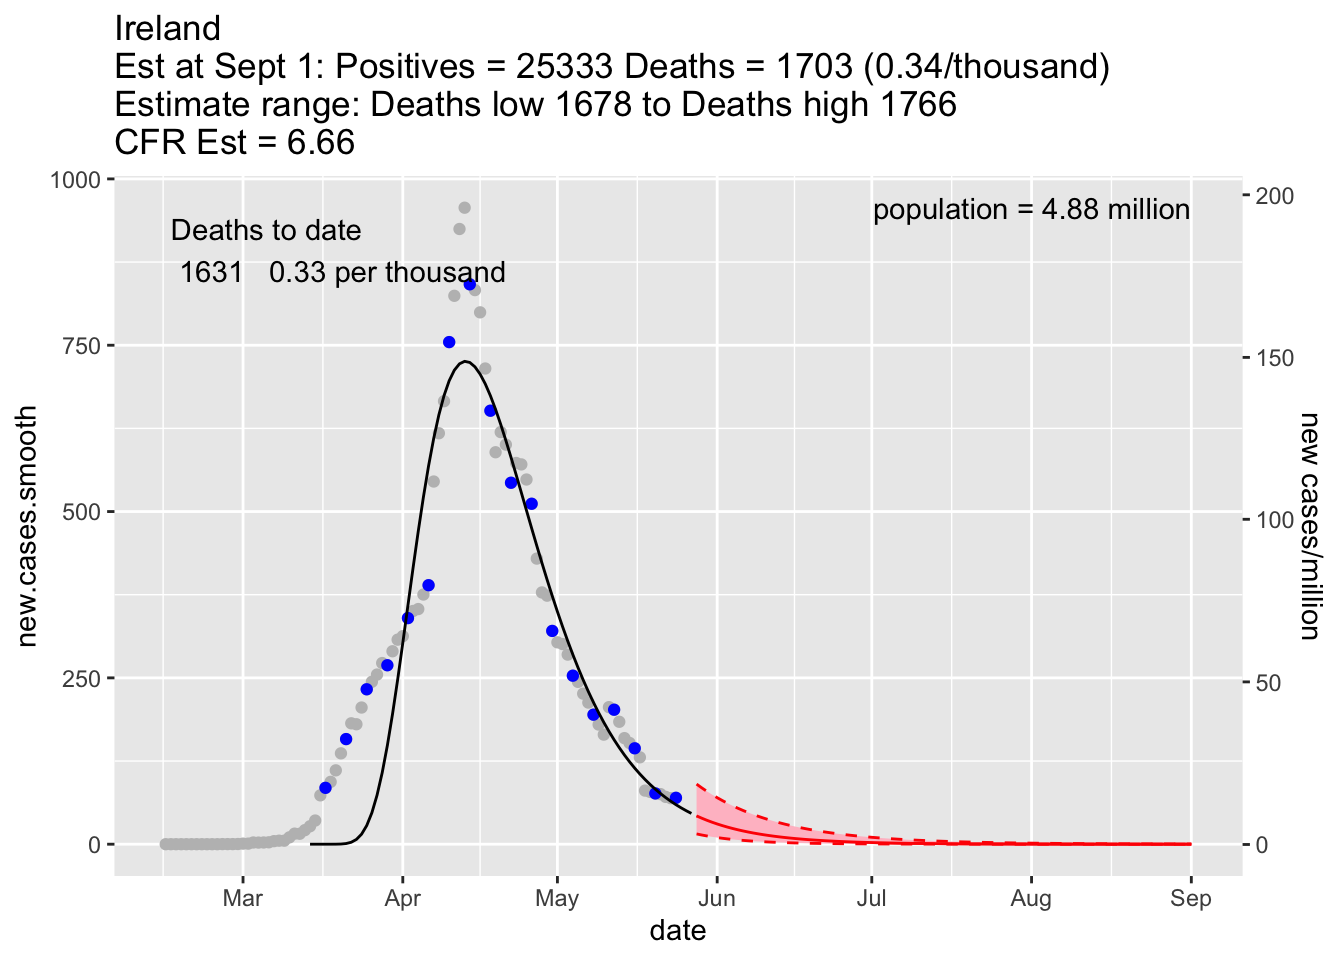 Ireland
Est at Sept 1: Positives = 25333 Deaths = 1703 (0.34/thousand)
Estimate range: Deaths low 1678 to Deaths high 1766
CFR Est = 6.66
1000
750
500
250
0
new.cases.smooth
Deaths to date
1631 0.33 per thousand
population = 4.88 million
200
150
100
50
0
new cases/million
Mar Apr May Jun Jul Aug Sep
date